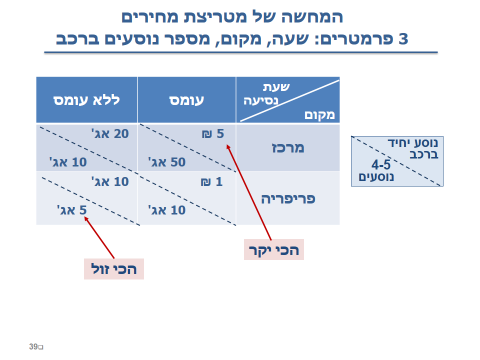 המחשה של מטריצת מחירים
3 פרמטרים: שעה, מקום, מספר נוסעים ברכב
שעת נסיעה
מקום
עומס
ללא עומס
מרכז
5 ₪
50 אג'
20 אג'
10 אג'
פריפריה
1 ₪
10 אג'
10 אג'
5 אג'
נוסע יחיד
ברכב
4-5
נוסעים
הכי יקר
הכי זול
39